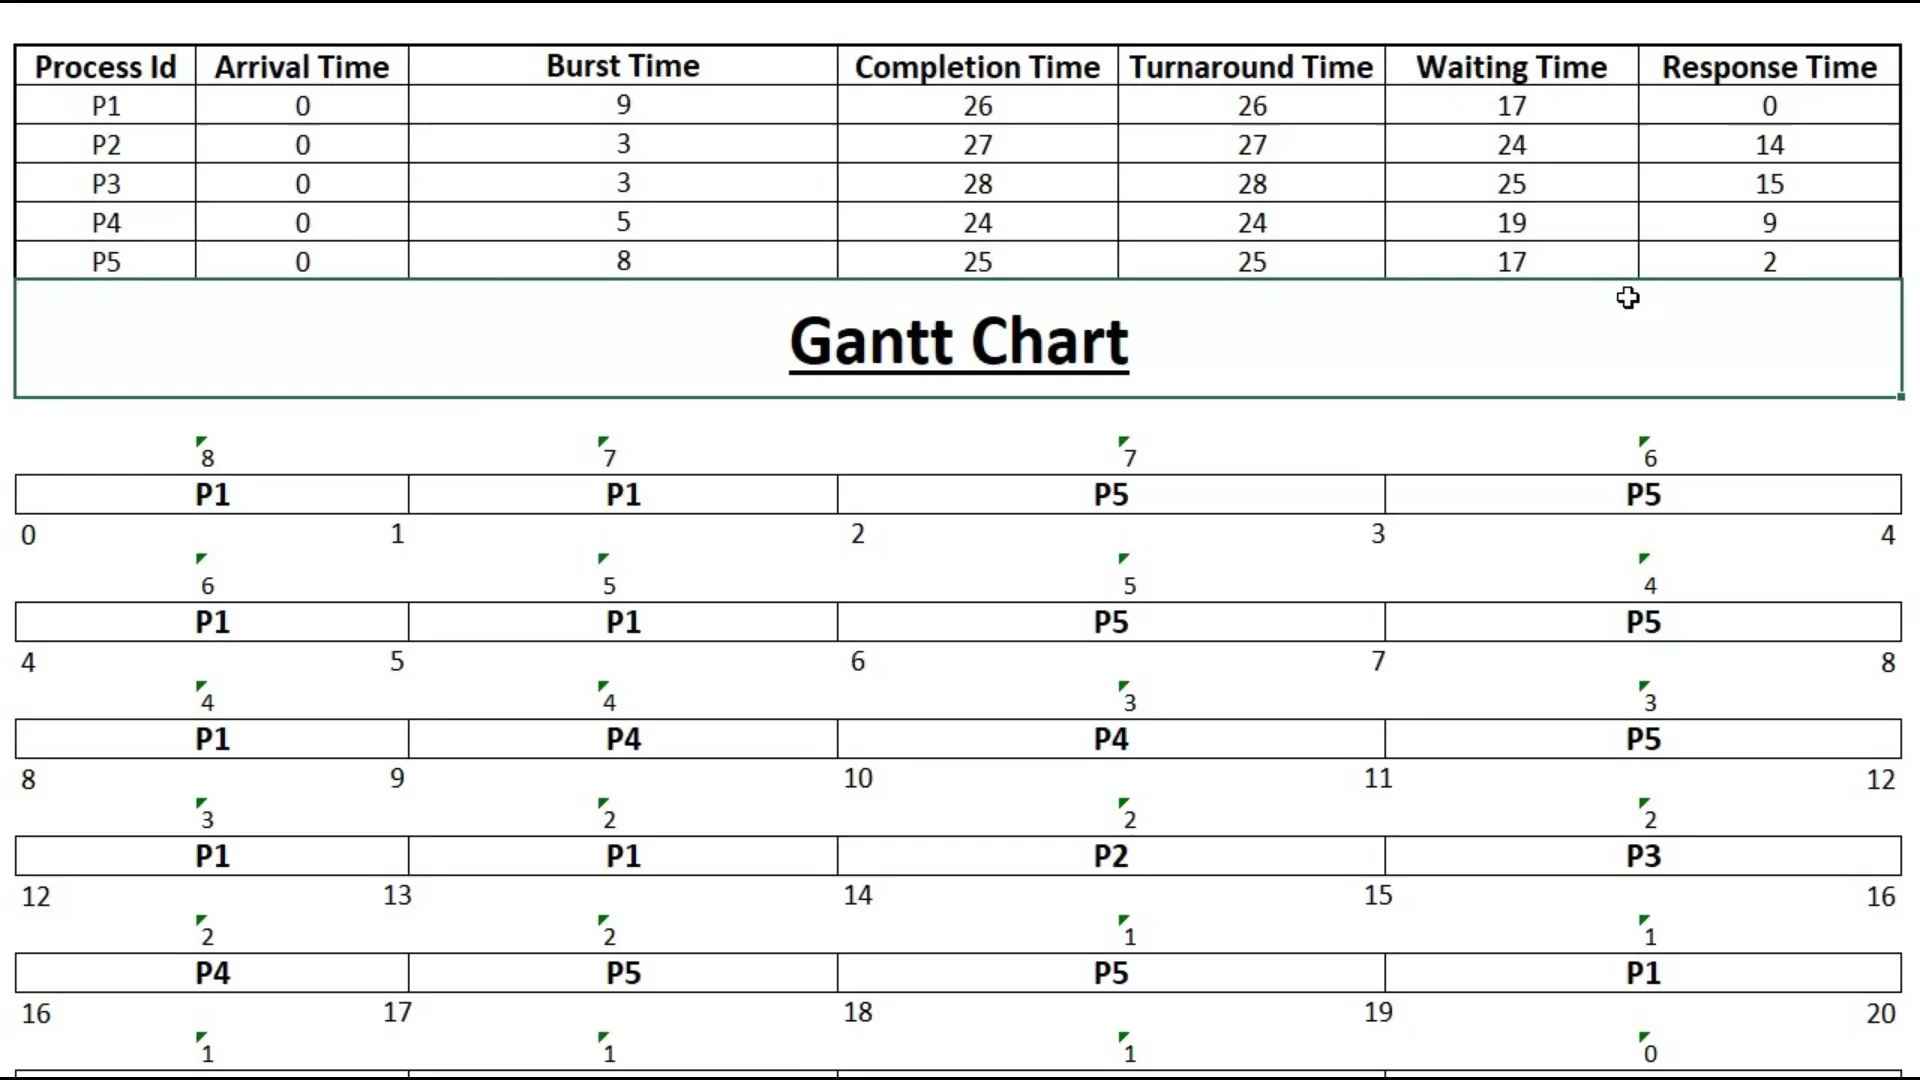 Process Id Arrival Time Burst Time Completion Time Turnaround Time Waiting Time Response Time
P1 0 9 26 26 17 0
P2 0 3 27 27 24 14
P3 0 3 28 28 25 15
P4 0 5 24 24 19 9
P5 0 8 25 25 17 2
Gantt Chart
8 7 7 6
P1 P1 P5 P5
0 1 2 3 4
6 5 5 4
P1 P1 P5 P5
4 5 6 7 8
4 4 3 3
P1 P4 P4 P5
8 9 10 11 12
3 2 2 2
P1 P1 P2 P3
12 13 14 15 16
2 2 1 1
P4 P5 P5 P1
16 17 18 19 20
1 1 1 0